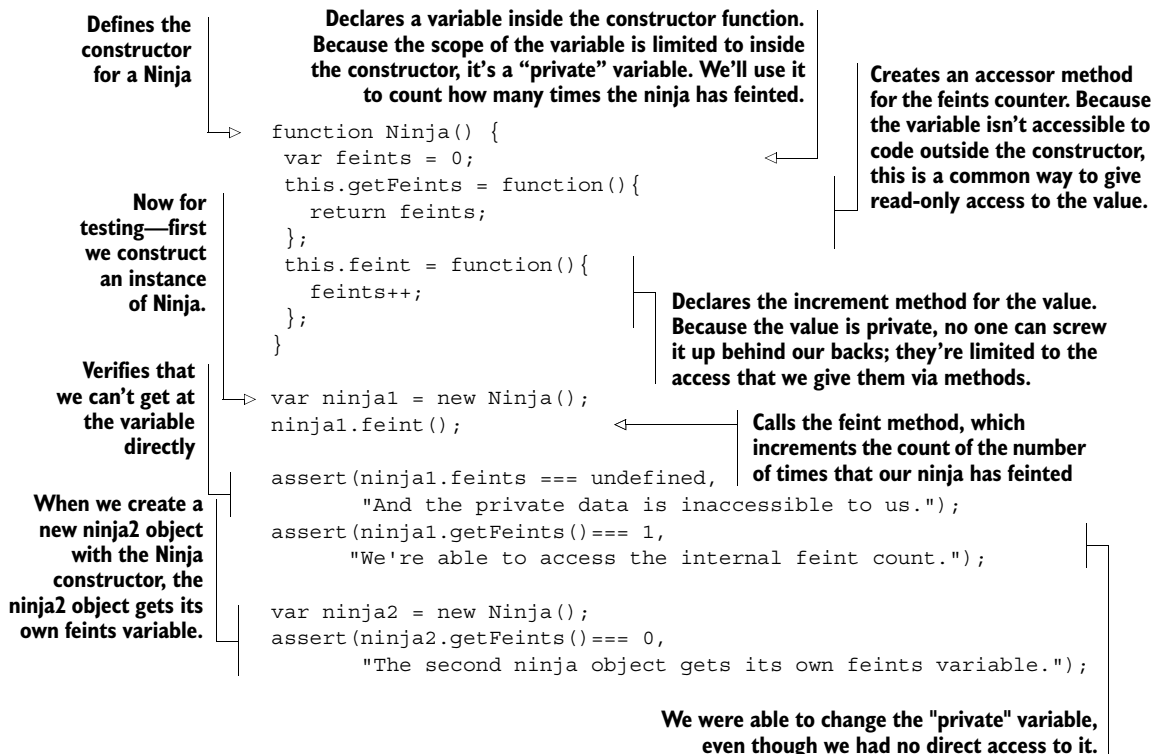 Defines the
constructor
for a Ninja
Declares a variable inside the constructor function.
Because the scope of the variable is limited to inside
the constructor, it's a “private” variable. We'll use it
to count how many times the ninja has feinted.
Creates an accessor method
for the feints counter. Because
the variable isn't accessible to
code outside the constructor,
this is a common way to give
read-only access to the value.
function Ninja() {
var feints = 0;
this.getFeints = function(){
return feints;
};
this.feint = function(){
feints++;
};
}
Now for
testing—first
we construct
an instance
of Ninja.
Declares the increment method for the value.
Because the value is private, no one can screw
it up behind our backs; they're limited to the
access that we give them via methods.
Verifies that
we can't get at
the variable
directly
var ninja1 = new Ninja();
ninja1.feint();
Calls the feint method, which
increments the count of the number
of times that our ninja has feinted
assert(ninja1.feints === undefined,
"And the private data is inaccessible to us.");
assert(ninja1.getFeints()=== 1,
"We're able to access the internal feint count.");
When we create a
new ninja2 object
with the Ninja
constructor, the
ninja2 object gets its
own feints variable.
var ninja2 = new Ninja();
assert(ninja2.getFeints()=== 0,
"The second ninja object gets its own feints variable.");
We were able to change the "private" variable,
even though we had no direct access to it.